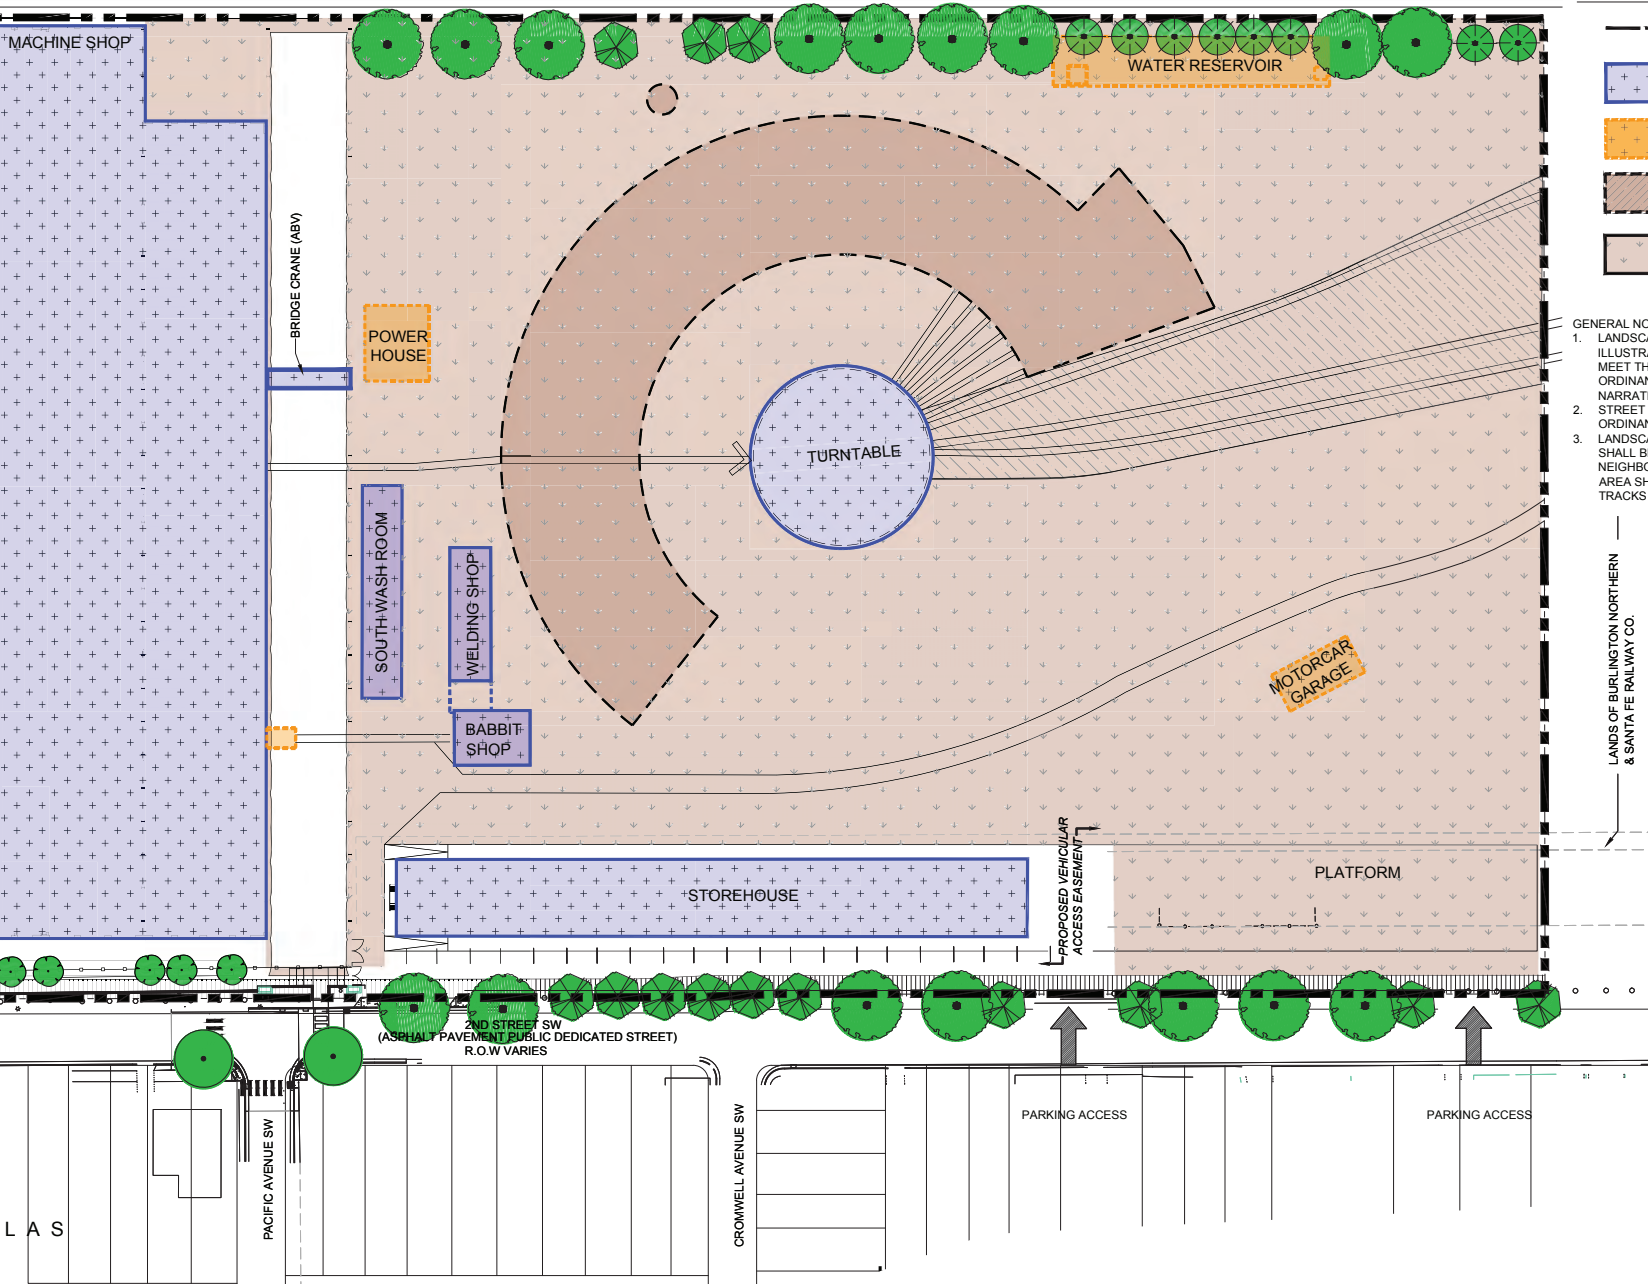 MACHINE SHOP
WATER RESERVOIR
BRIDGE CRANE (ABV)
POWER
HOUSE
TURNTABLE
SOUTH WASH ROOM
WELDING SHOP
BABBIT
SHOP
MOTORCAR
GARAGE
STOREHOUSE
PROPOSED VEHICULAR
ACCESS EASEMENT
PLATFORM
GENERAL NO
1. LANDSCA
ILLUSTRA
MEET TH
ORDINAN
NARRATI
2. STREET
ORDINAN
3. LANDSCA
SHALL B
NEIGHBO
AREA SH
TRACKS
LANDS OF BURLINGTON NORTHERN
& SANTA FE RAILWAY CO.
2ND STREET SW
(ASPHALT PAVEMENT PUBLIC DEDICATED STREET)
R.O.W VARIES
PARKING ACCESS
PARKING ACCESS
PACIFIC AVENUE SW
CROMWELL AVENUE SW
L A S